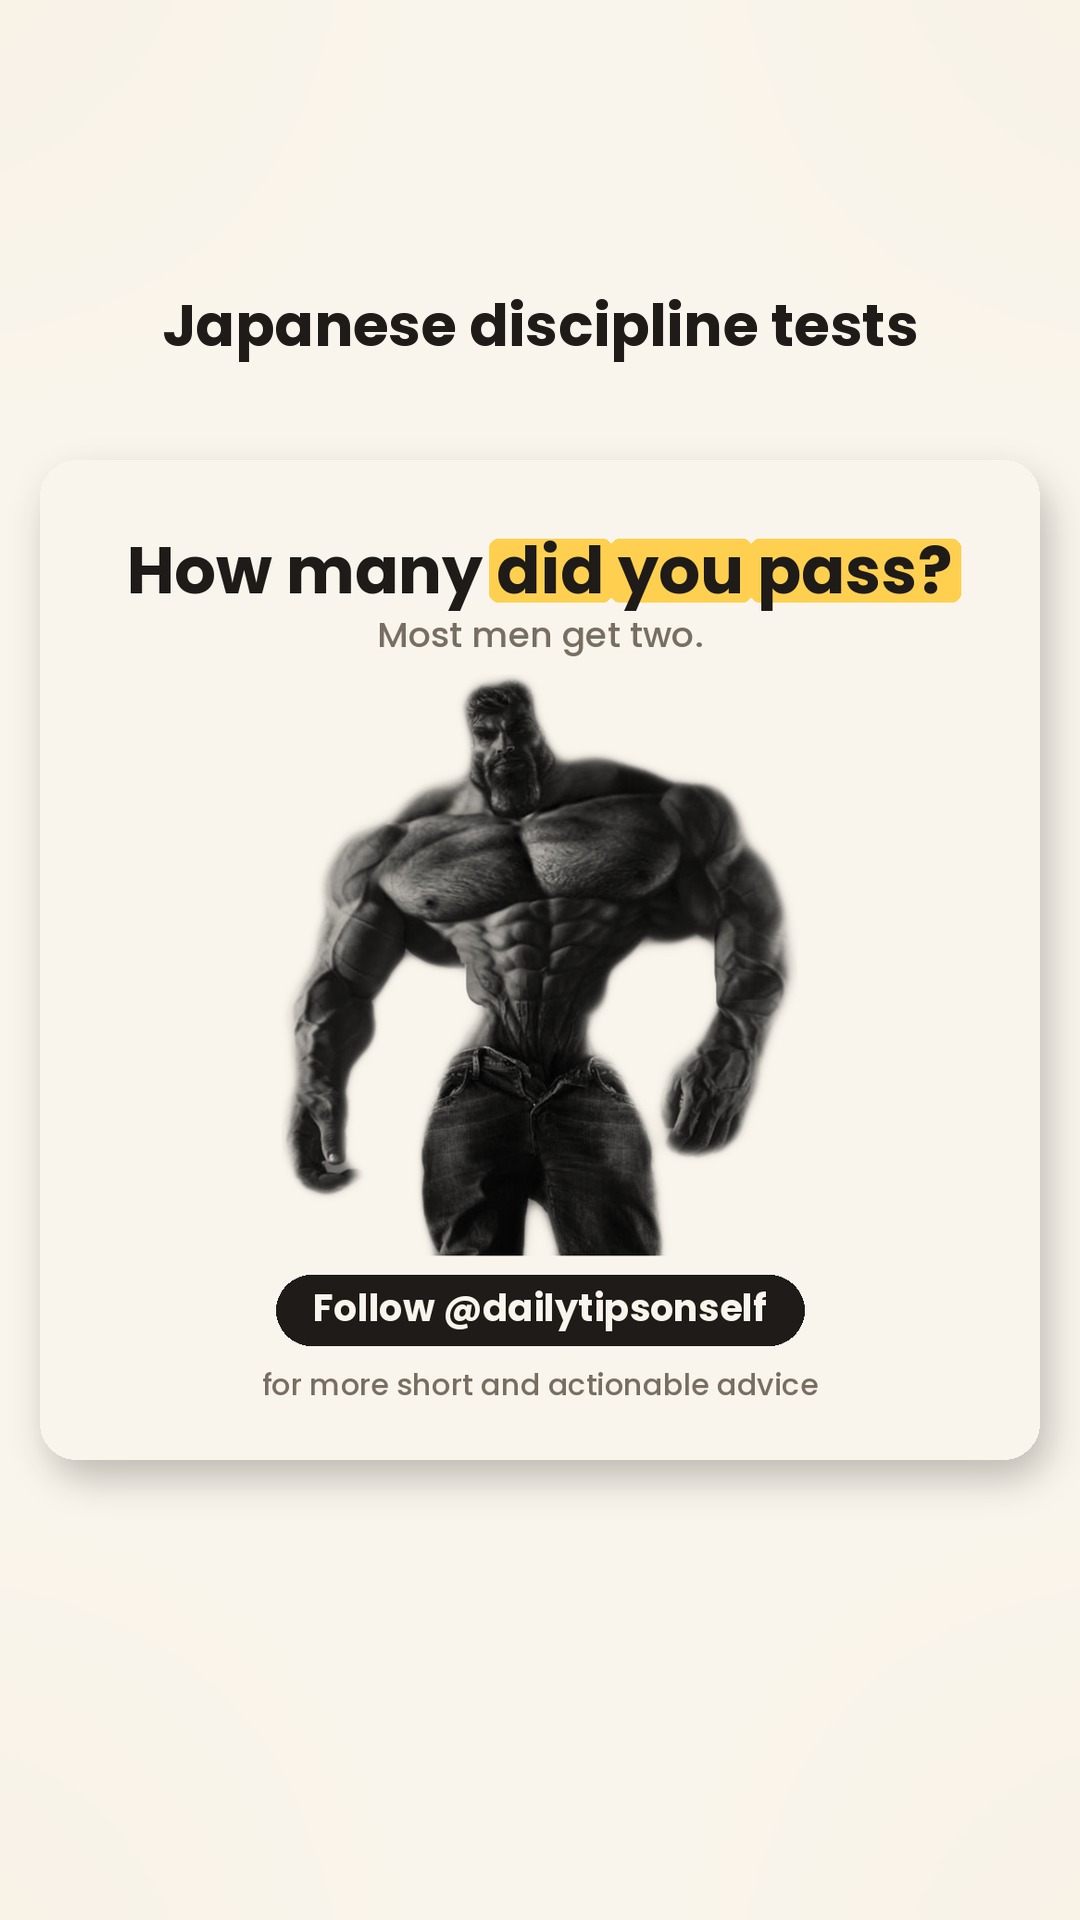 Japanese discipline tests
How many did you pass?
Most men get two.
Follow @dailytipsonself
for more short and actionable advice